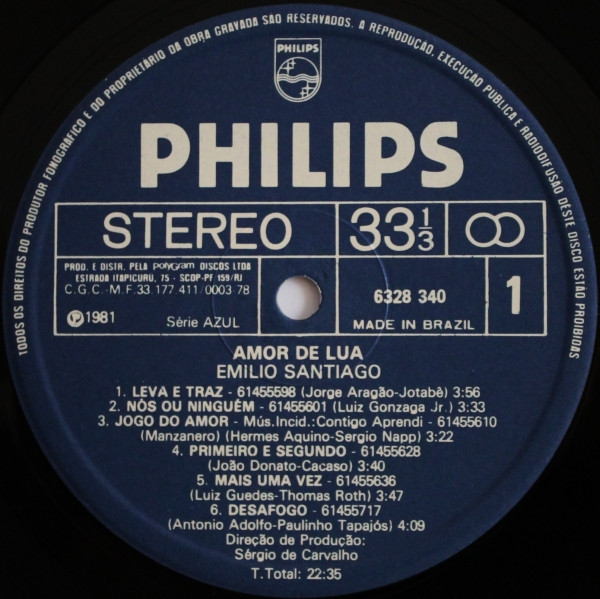 TODOS OS DIREITOS DO PRODUTOR FONOGRÁFICO E DO PROPRIETÁRIO DA OBRA GRAVADA SÃO RESERVADOS. A REPRODUÇÃO, EXECUÇÃO PÚBLICA E RADIODIFUSÃO DESTE DISCO ESTÃO PROIBIDAS
PHILIPS
PHILIPS
STEREO 33 1/3
PROD. E DISTR. PELA polyGram DISCOS LTDA
ESTRADA ITAPICURU, 75 - SCOP-PF 159/RJ
C.G.C.-M.F. 33.177.411/0003-78
6328 340 1
℗1981 Série AZUL MADE IN BRAZIL
AMOR DE LUA
EMILIO SANTIAGO
1. LEVA E TRAZ - 61455598 (Jorge Aragão-Jotabê) 3:56
2. NÓS OU NINGUÉM - 61455601 (Luiz Gonzaga Jr.) 3:33
3. JOGO DO AMOR - Mús.Incid.:Contigo Aprendi - 61455610
(Manzanero) (Hermes Aquino-Sergio Napp) 3:22
4. PRIMEIRO E SEGUNDO - 61455628
(João Donato-Cacaso) 3:40
5. MAIS UMA VEZ - 61455636
(Luiz Guedes-Thomas Roth) 3:47
6. DESAFOGO - 61455717
(Antonio Adolfo-Paulinho Tapajós) 4:09
Direção de Produção:
Sérgio de Carvalho
T.Total: 22:35